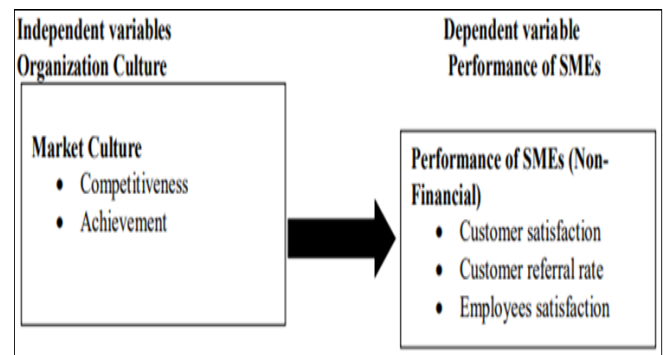 Independent variables
Organization Culture
Market Culture
• Competitiveness
• Achievement
Dependent variable
Performance of SMEs
Performance of SMEs (Non-
Financial)
• Customer satisfaction
• Customer referral rate
• Employees satisfaction